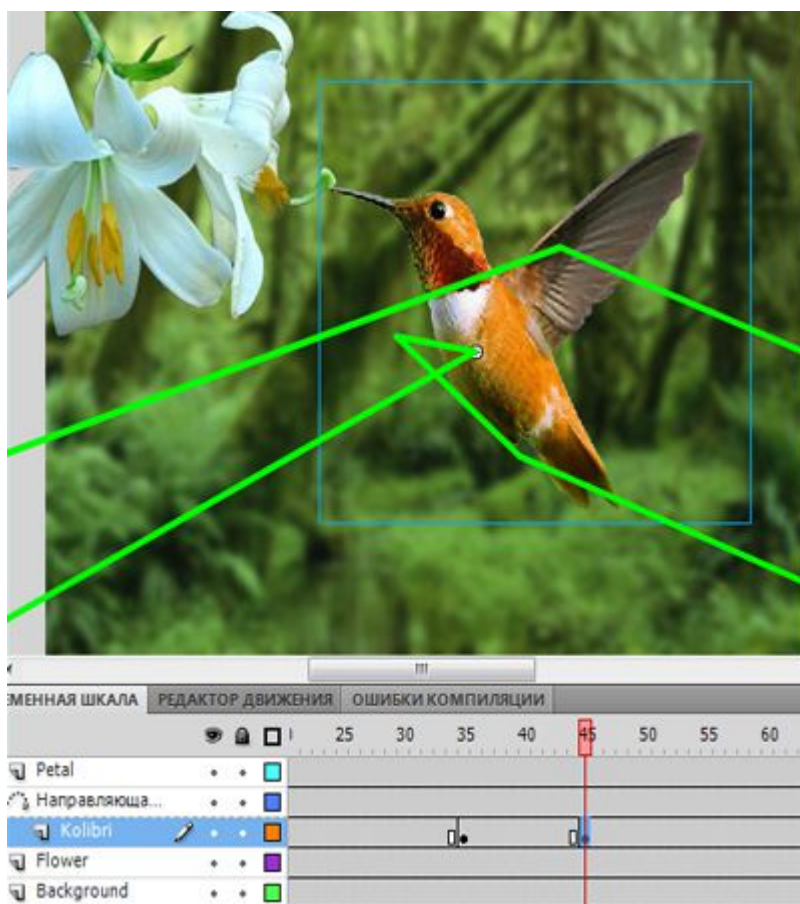 ЕМЕННАЯ ШКАЛА РЕДАКТОР ДВИЖЕНИЯ ОШИБКИ КОМПИЛЯЦИИ
25 30 35 40 45 50 55 60
Petal
Направляюща...
Kolibri
Flower
Background